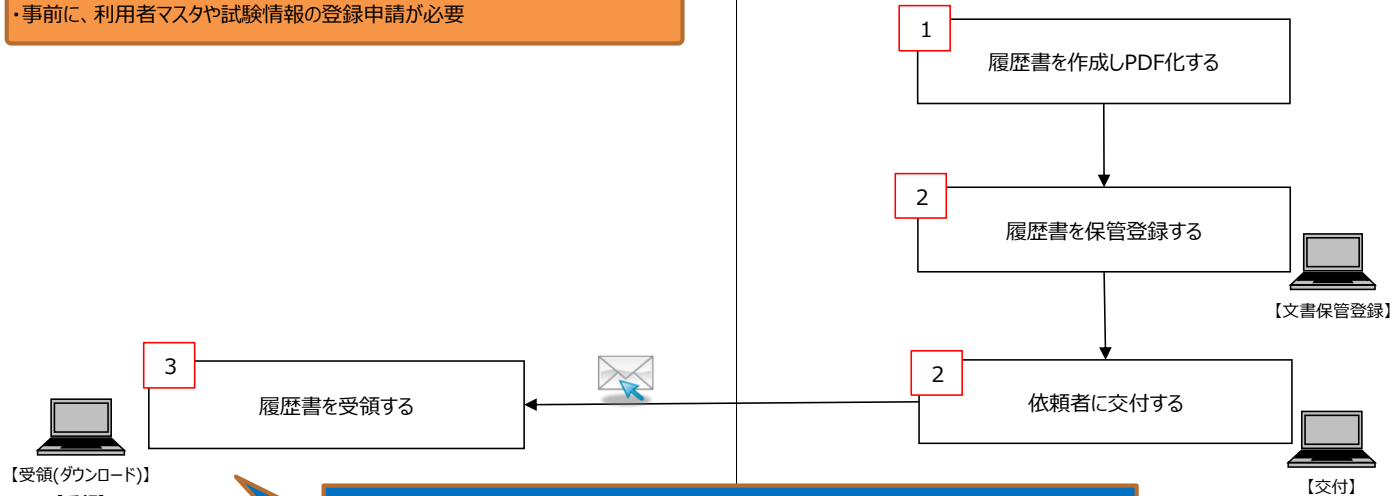 ・事前に、利用者マスタや試験情報の登録申請が必要
1
履歴書を作成しPDF化する
2
履歴書を保管登録する
【文書保管登録】
3
履歴書を受領する
2
依頼者に交付する
【受領(ダウンロード)】
【交付】